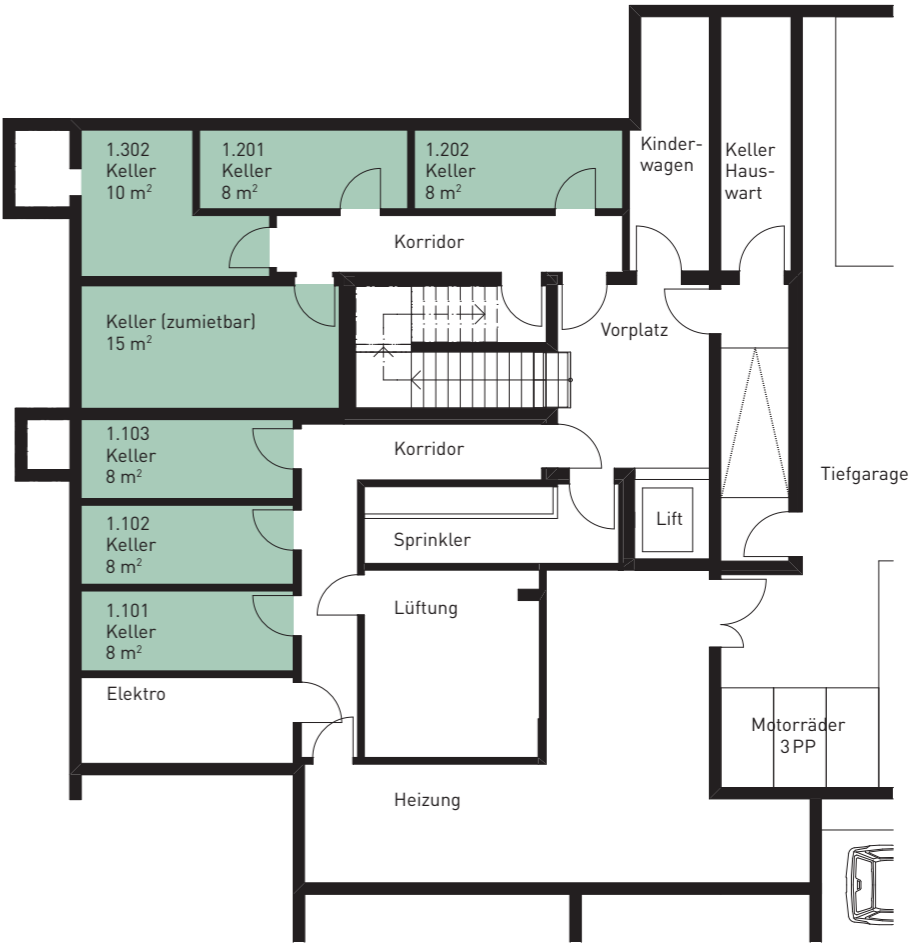 1.302
Keller
10 m²
1.201
Keller
8 m²
1.202
Keller
8 m²
Kinder-
wagen
Keller
Haus-
wart
Korridor
Keller (zumietbar)
15 m²
Vorplatz
1.103
Keller
8 m²
Korridor
Tiefgarage
1.102
Keller
8 m²
Sprinkler
Lift
1.101
Keller
8 m²
Lüftung
Elektro
Motorräder
3 PP
Heizung